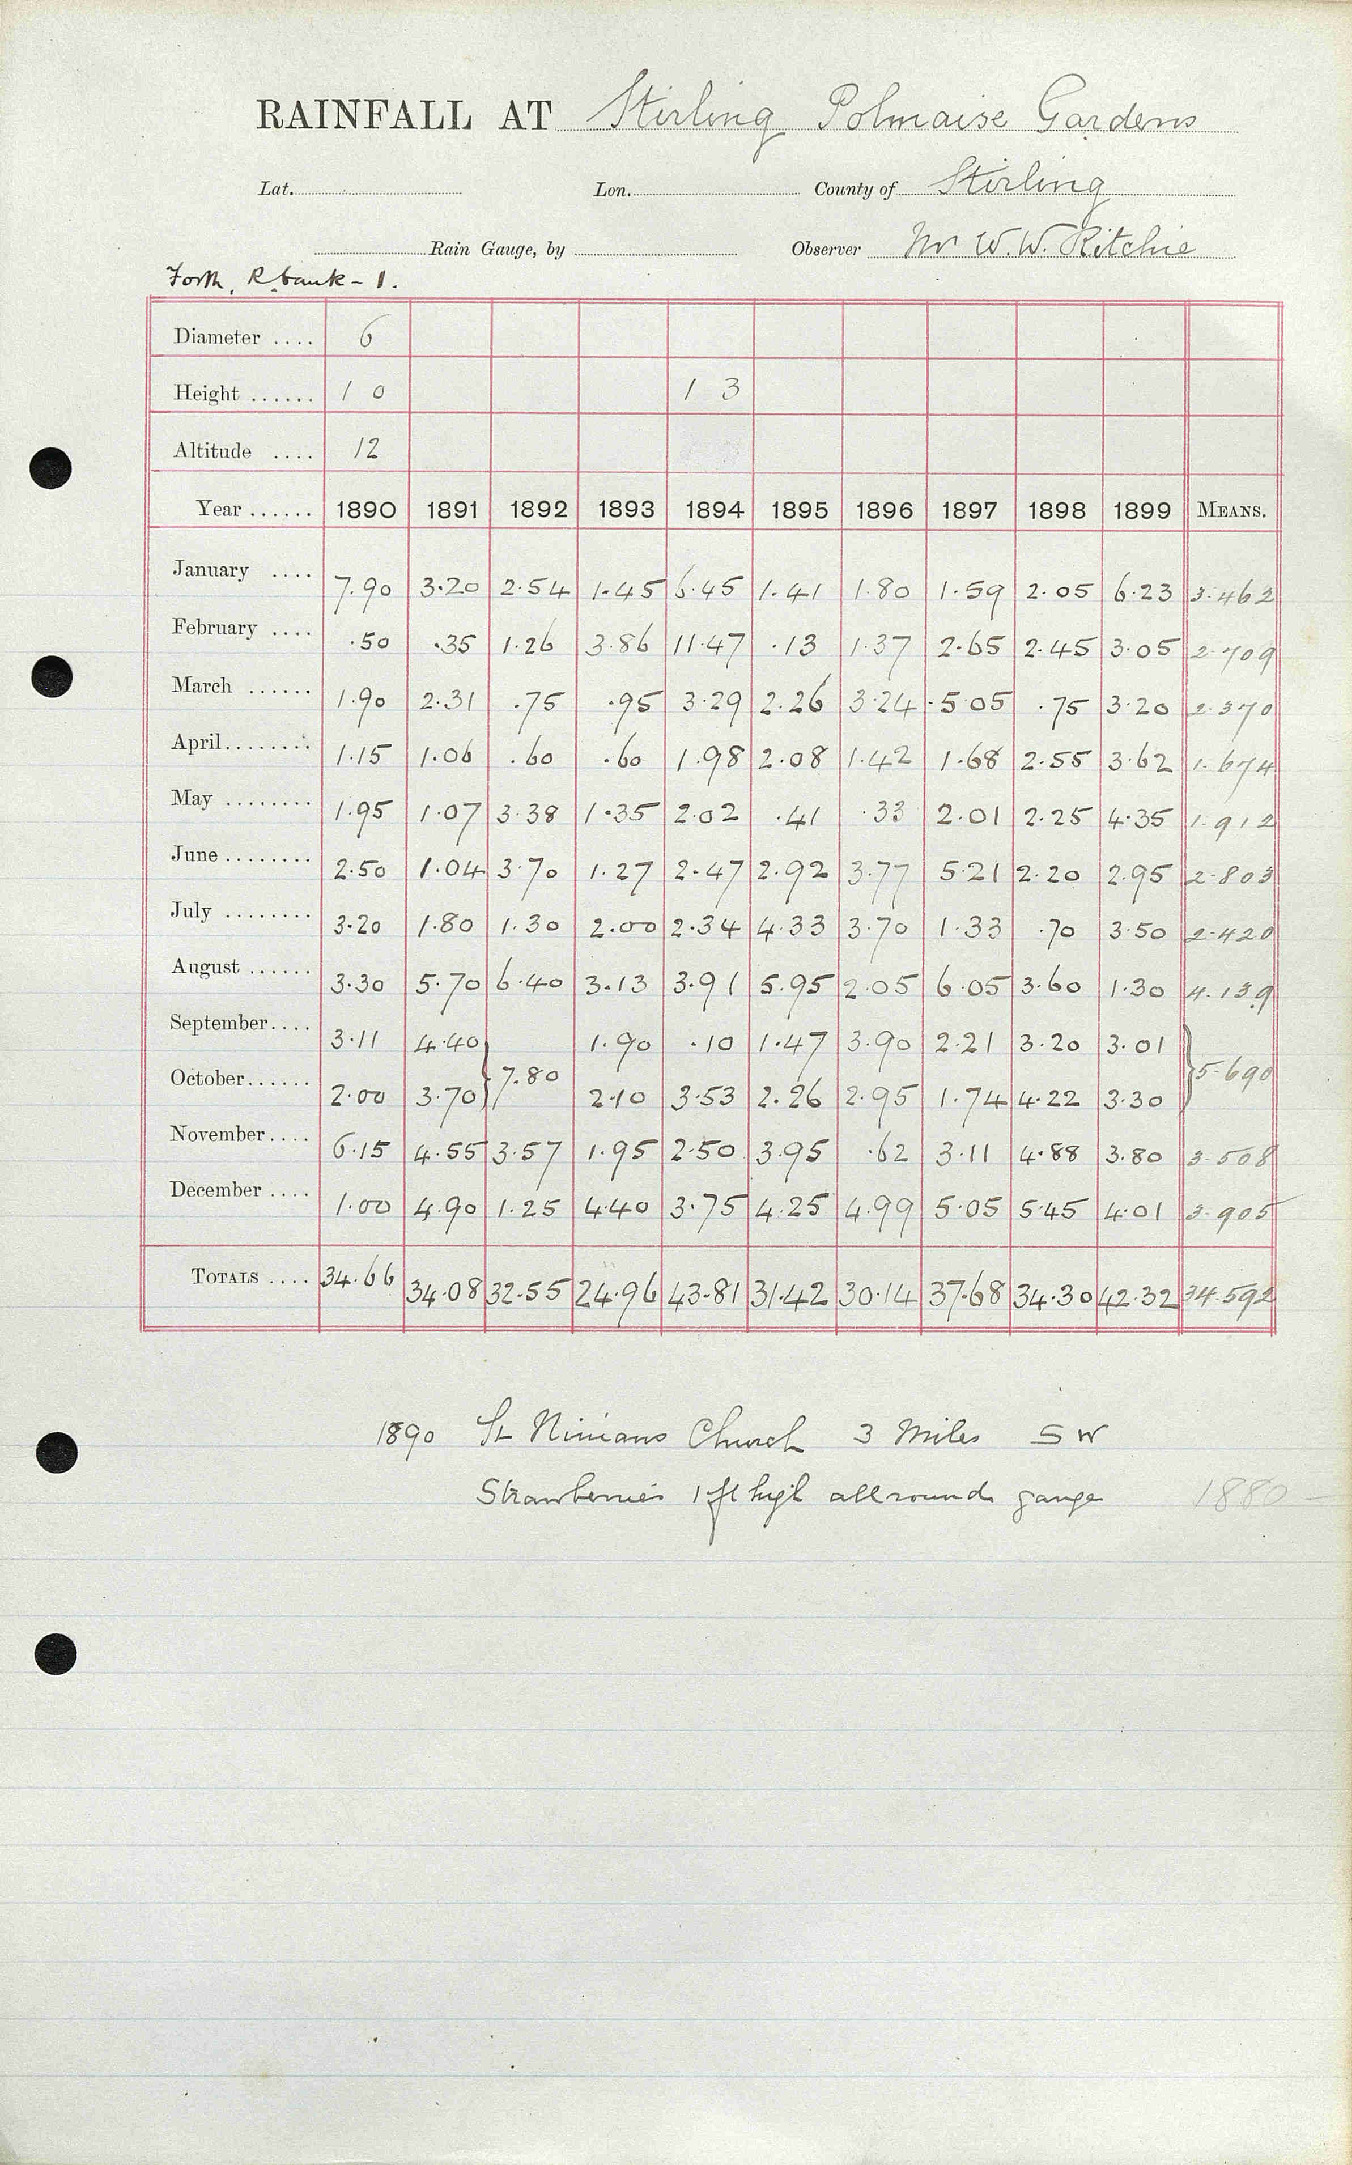 RAINFALL AT Stirling Polmaise Gardens
Lat. Lon. County of Stirling
Rain Gauge, by Observer Mr W. W. Ritchie
Forth, R. bank - 1.
Diameter .... 6
Height ...... 1 0 1 3
Altitude .... 12
Year ...... 1890 1891 1892 1893 1894 1895 1896 1897 1898 1899 MEANS.
January .... 7.90 3.20 2.54 1.45 6.45 1.41 1.80 1.59 2.05 6.23 3.462
February .... .50 .35 1.26 3.86 11.47 .13 1.37 2.65 2.45 3.05 2.709
March ...... 1.90 2.31 .75 .95 3.29 2.26 3.24 5.05 .75 3.20 2.370
April ........ 1.15 1.06 .60 .60 1.98 2.08 1.42 1.68 2.55 3.62 1.674
May ........ 1.95 1.07 3.38 1.35 2.02 .41 .33 2.01 2.25 4.35 1.912
June ........ 2.50 1.04 3.70 1.27 2.47 2.92 3.77 5.21 2.20 2.95 2.803
July ........ 3.20 1.80 1.30 2.00 2.34 4.33 3.70 1.33 .70 3.50 2.420
August ...... 3.30 5.70 6.40 3.13 3.91 5.95 2.05 6.05 3.60 1.30 4.139
September .... 3.11 4.40 1.90 .10 1.47 3.90 2.21 3.20 3.01
October ...... 2.00 3.70 } 7.80 2.10 3.53 2.26 2.95 1.74 4.22 3.30 } 5.690
November .... 6.15 4.55 3.57 1.95 2.50 3.95 .62 3.11 4.88 3.80 3.508
December .... 1.00 4.90 1.25 4.40 3.75 4.25 4.99 5.05 5.45 4.01 3.905
TOTALS .... 34.66 34.08 32.55 24.96 43.81 31.42 30.14 37.68 34.30 42.32 34.592
1890 St Ninians Church 3 Miles SW
Strawberries 1 ft high all round gauge 1880 -